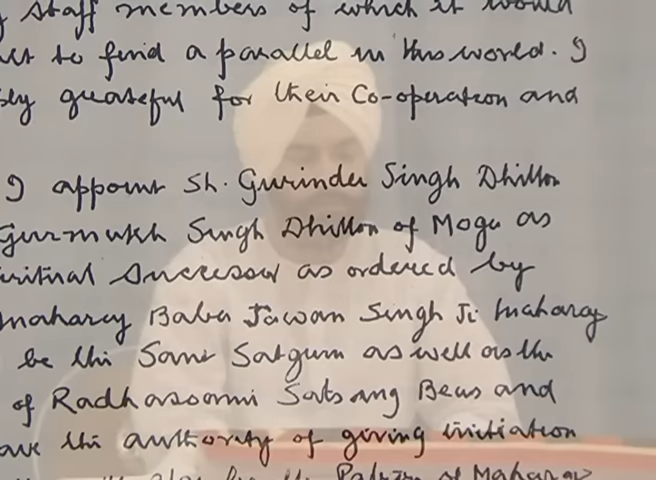 staff members of which it would
to find a parallel in this world. I
grateful for their Co-operation and
I appoint Sh. Gurinder Singh Dhillon
Gurmukh Singh Dhillon of Moga as
Successor as ordered by
Maharaj Baba Jaswan Singh Ji Maharaj
be the Sant Satguru as well as the
of Radhasoami Satsang Beas and
the authority of giving initiation
Maharaj